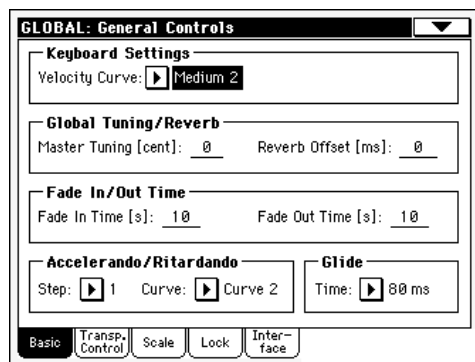 GLOBAL: General Controls
Keyboard Settings
Velocity Curve: Medium 2
Global Tuning/Reverb
Master Tuning [cent]: 0 Reverb Offset [ms]: 0
Fade In/Out Time
Fade In Time [s]: 10 Fade Out Time [s]: 10
Accelerando/Ritardando Glide
Step: 1 Curve: Curve 2 Time: 80 ms
Basic Transp. Control Scale Lock Inter-face